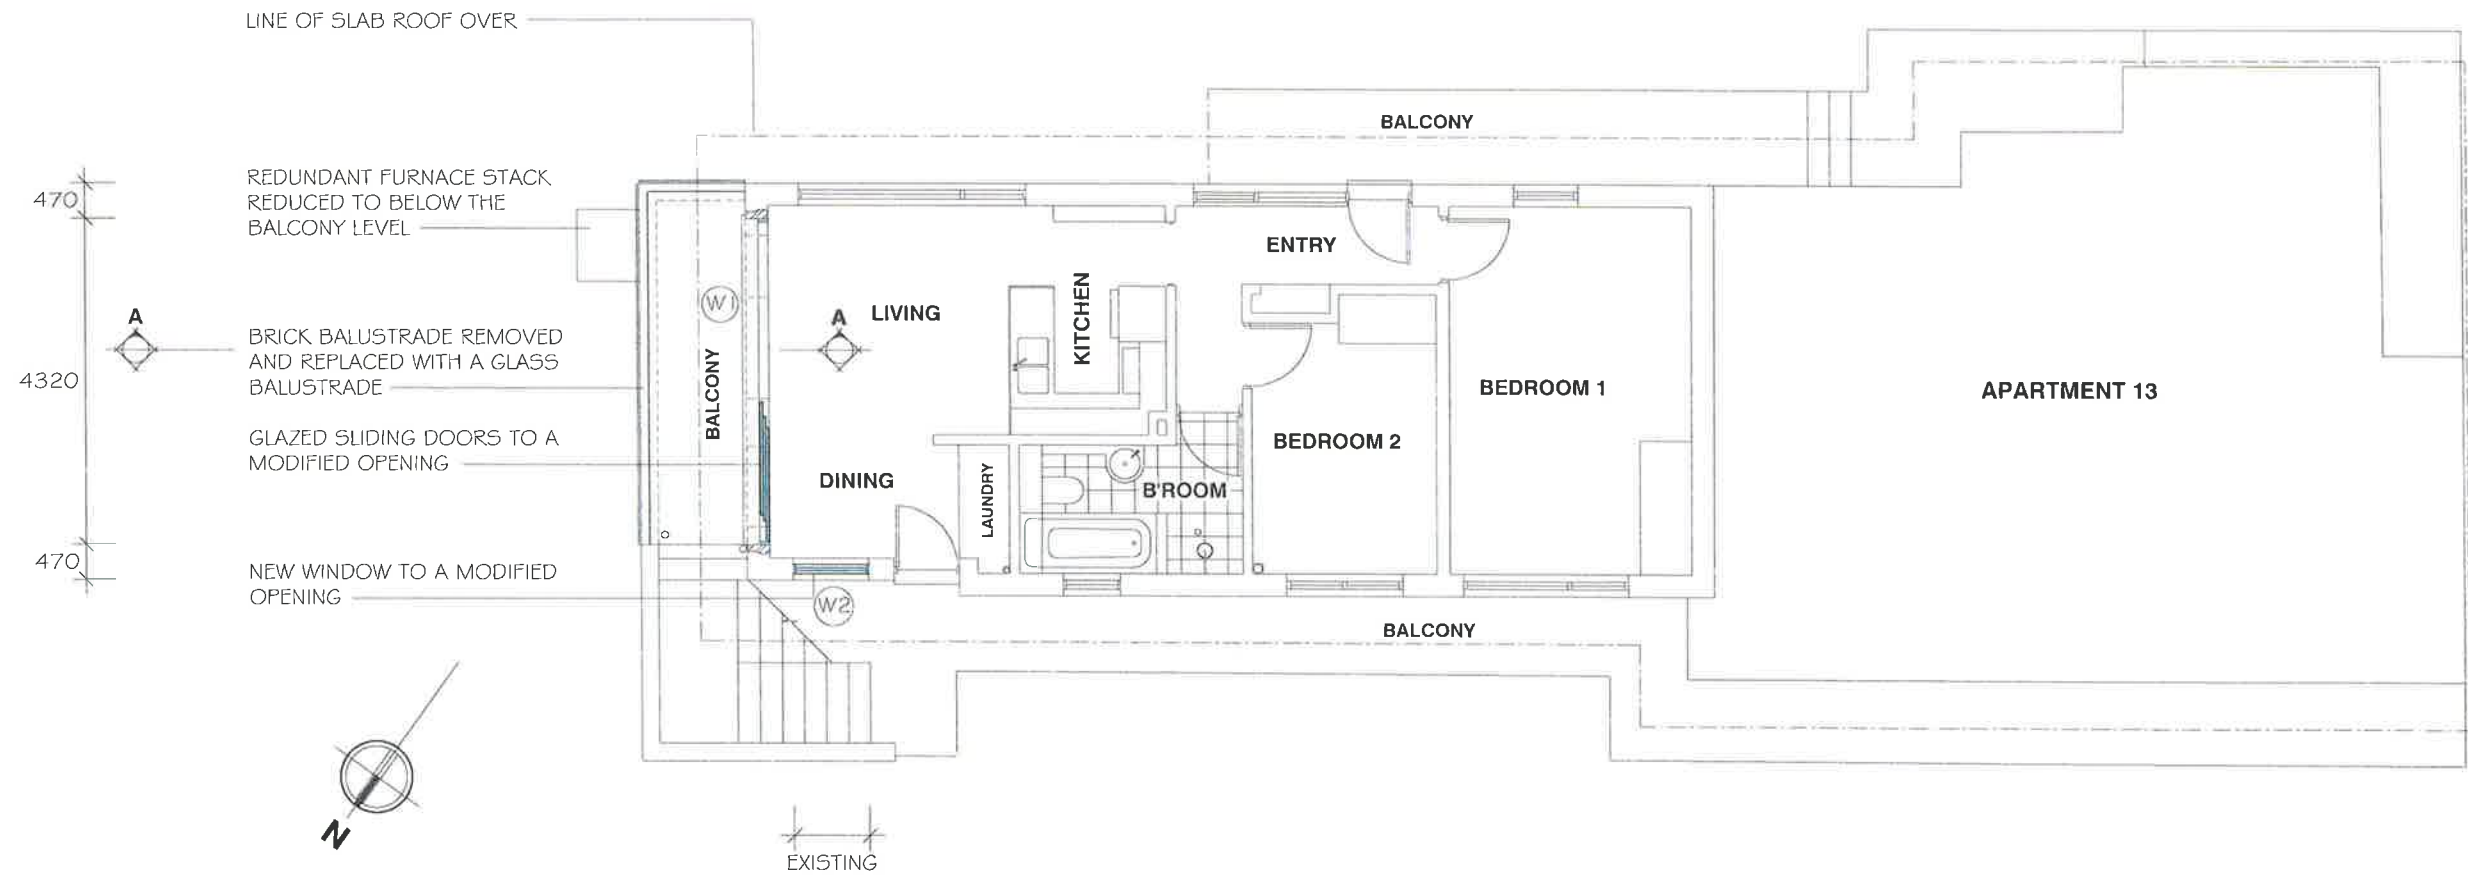 LINE OF SLAB ROOF OVER
BALCONY
REDUNDANT FURNACE STACK
REDUCED TO BELOW THE
BALCONY LEVEL
470
ENTRY
W1
LIVING
KITCHEN
A
A
BRICK BALUSTRADE REMOVED
AND REPLACED WITH A GLASS
BALUSTRADE
4320
BALCONY
BEDROOM 1
APARTMENT 13
GLAZED SLIDING DOORS TO A
MODIFIED OPENING
BEDROOM 2
DINING
LAUNDRY
B'ROOM
470
NEW WINDOW TO A MODIFIED
OPENING
W2
BALCONY
N
EXISTING